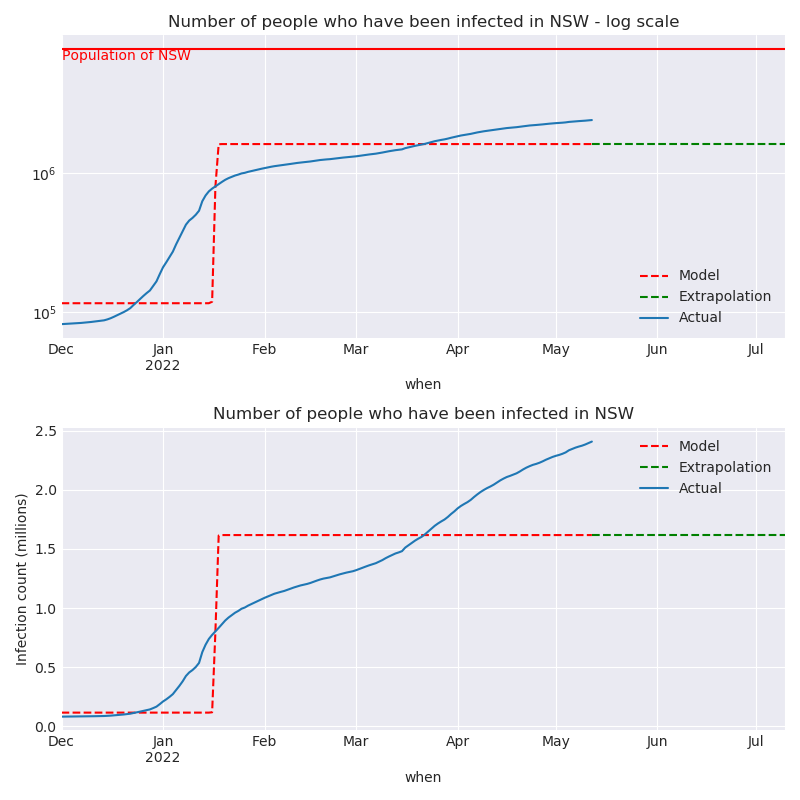 Number of people who have been infected in NSW - log scale
Population of NSW
10^6
10^5
Model
Extrapolation
Actual
Dec Jan Feb Mar Apr May Jun Jul
2022
when
Number of people who have been infected in NSW
Infection count (millions)
2.5
2.0
1.5
1.0
0.5
0.0
Model
Extrapolation
Actual
Dec Jan Feb Mar Apr May Jun Jul
2022
when